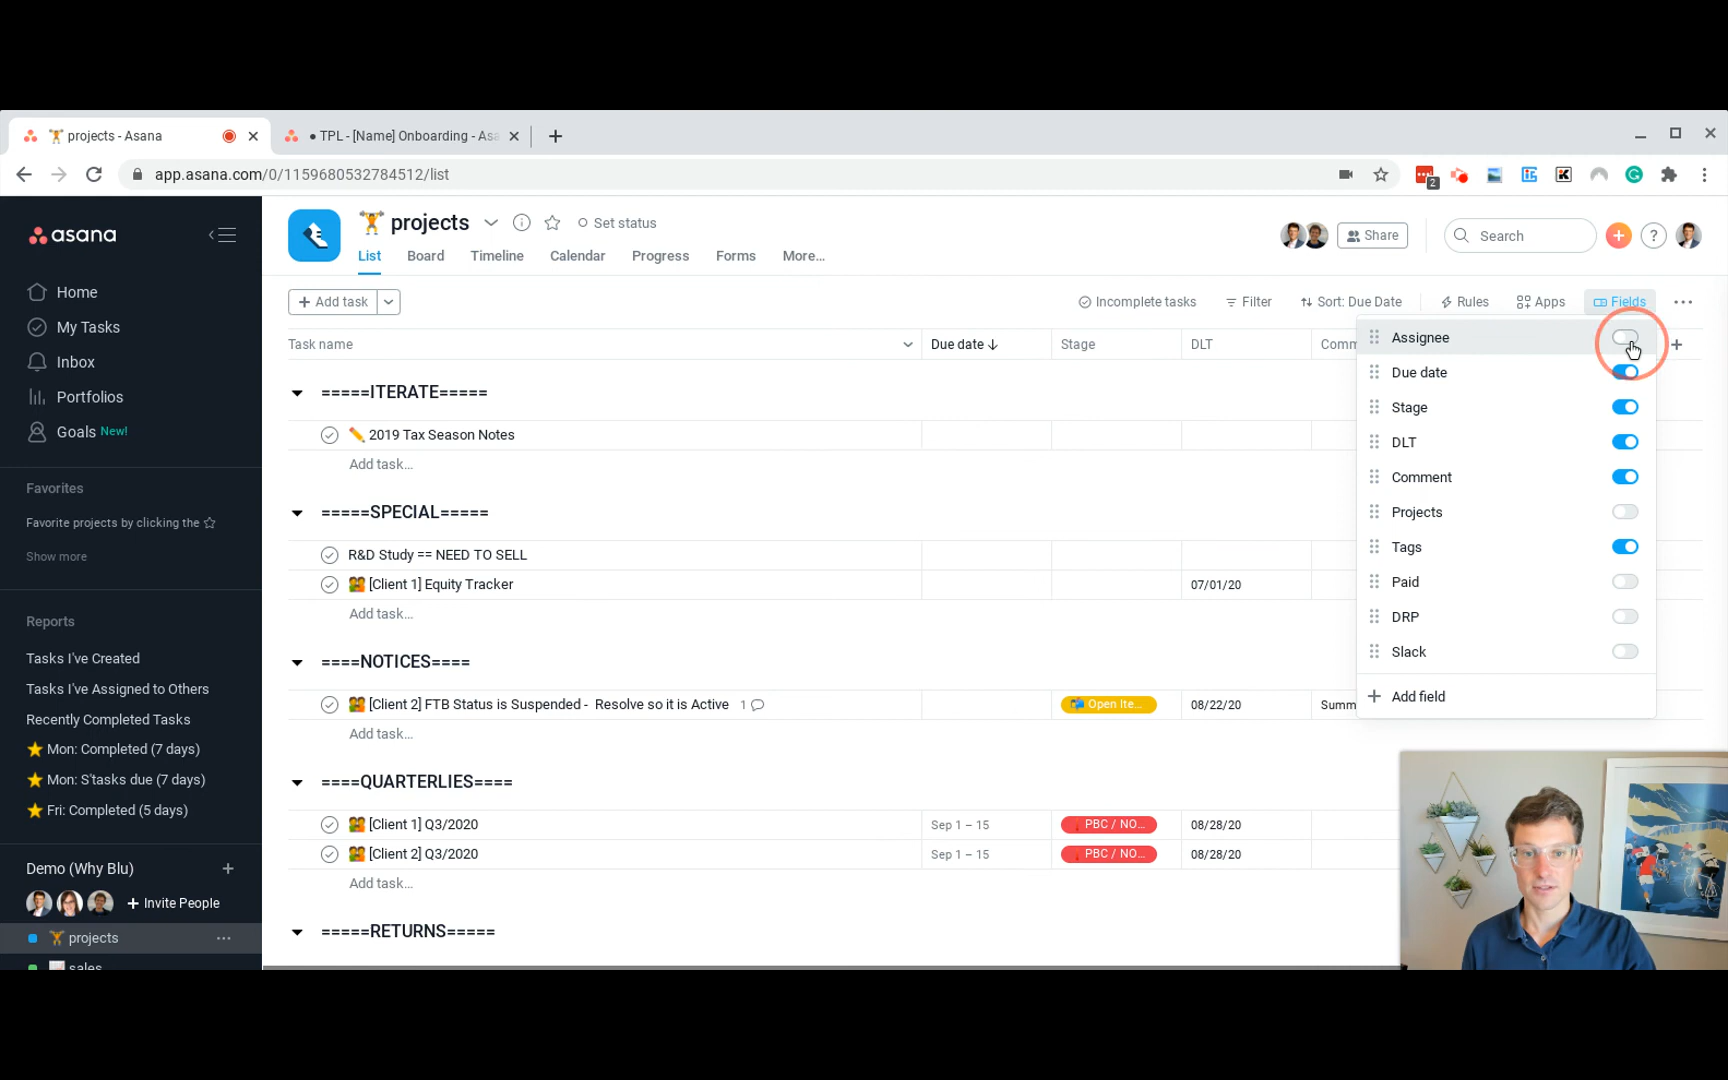 projects - Asana
● TPL - [Name] Onboarding - Asa
app.asana.com/0/1159680532784512/list
2
asana
Home
My Tasks
Inbox
Portfolios
Goals New!
Favorites
Favorite projects by clicking the
Show more
Reports
Tasks I've Created
Tasks I've Assigned to Others
Recently Completed Tasks
Mon: Completed (7 days)
Mon: S'tasks due (7 days)
Fri: Completed (5 days)
Demo (Why Blu) +
+ Invite People
projects ...
sales
projects
Set status
List Board Timeline Calendar Progress Forms More...
Share
Search
+ ?
+ Add task
Incomplete tasks Filter Sort: Due Date Rules Apps Fields ...
Task name Due date ↓ Stage DLT Comm +
=====ITERATE=====
2019 Tax Season Notes
Add task...
=====SPECIAL=====
R&D Study == NEED TO SELL
[Client 1] Equity Tracker 07/01/20
Add task...
====NOTICES====
[Client 2] FTB Status is Suspended - Resolve so it is Active 1 Open Ite... 08/22/20 Summ
Add task...
====QUARTERLIES====
[Client 1] Q3/2020 Sep 1 – 15 PBC / NO... 08/28/20
[Client 2] Q3/2020 Sep 1 – 15 PBC / NO... 08/28/20
Add task...
=====RETURNS=====
Assignee
Due date
Stage
DLT
Comment
Projects
Tags
Paid
DRP
Slack
+ Add field